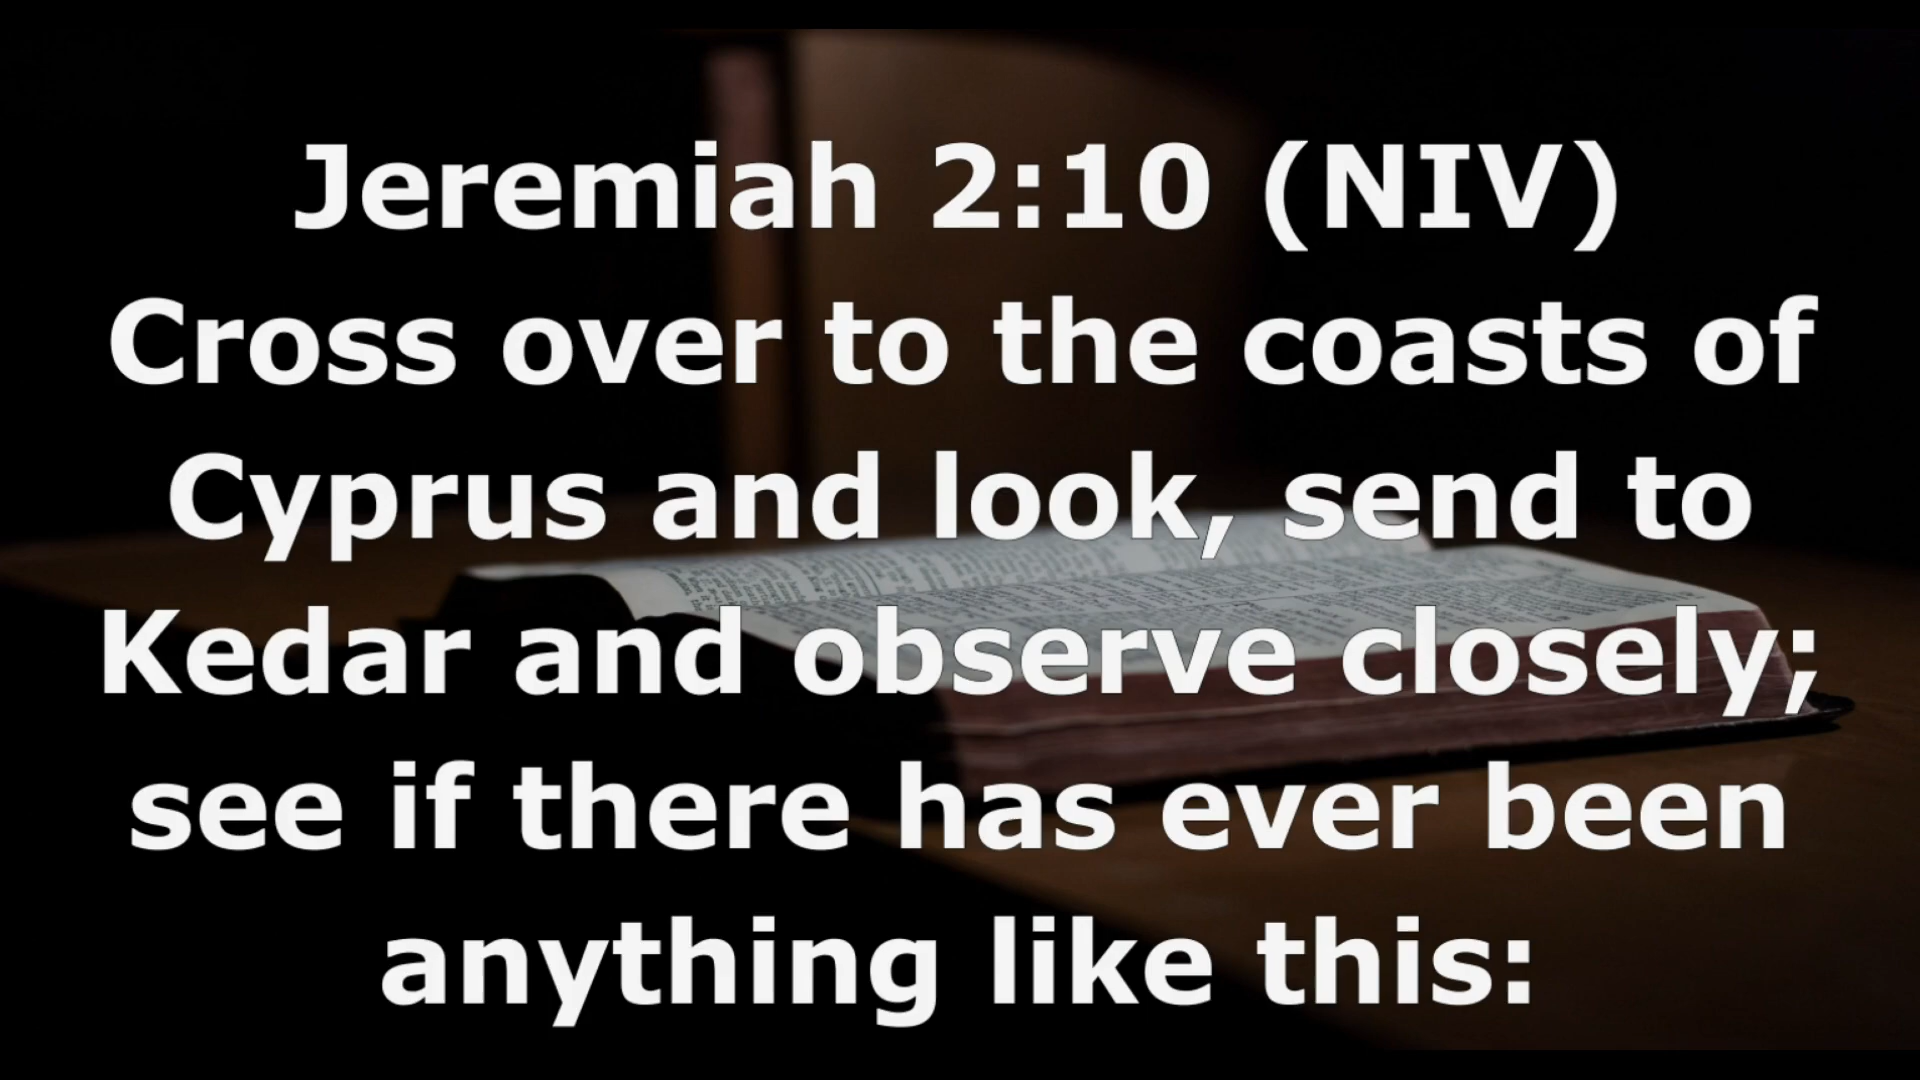 Jeremiah 2:10 (NIV)
Cross over to the coasts of
Cyprus and look, send to
Kedar and observe closely;
see if there has ever been
anything like this: